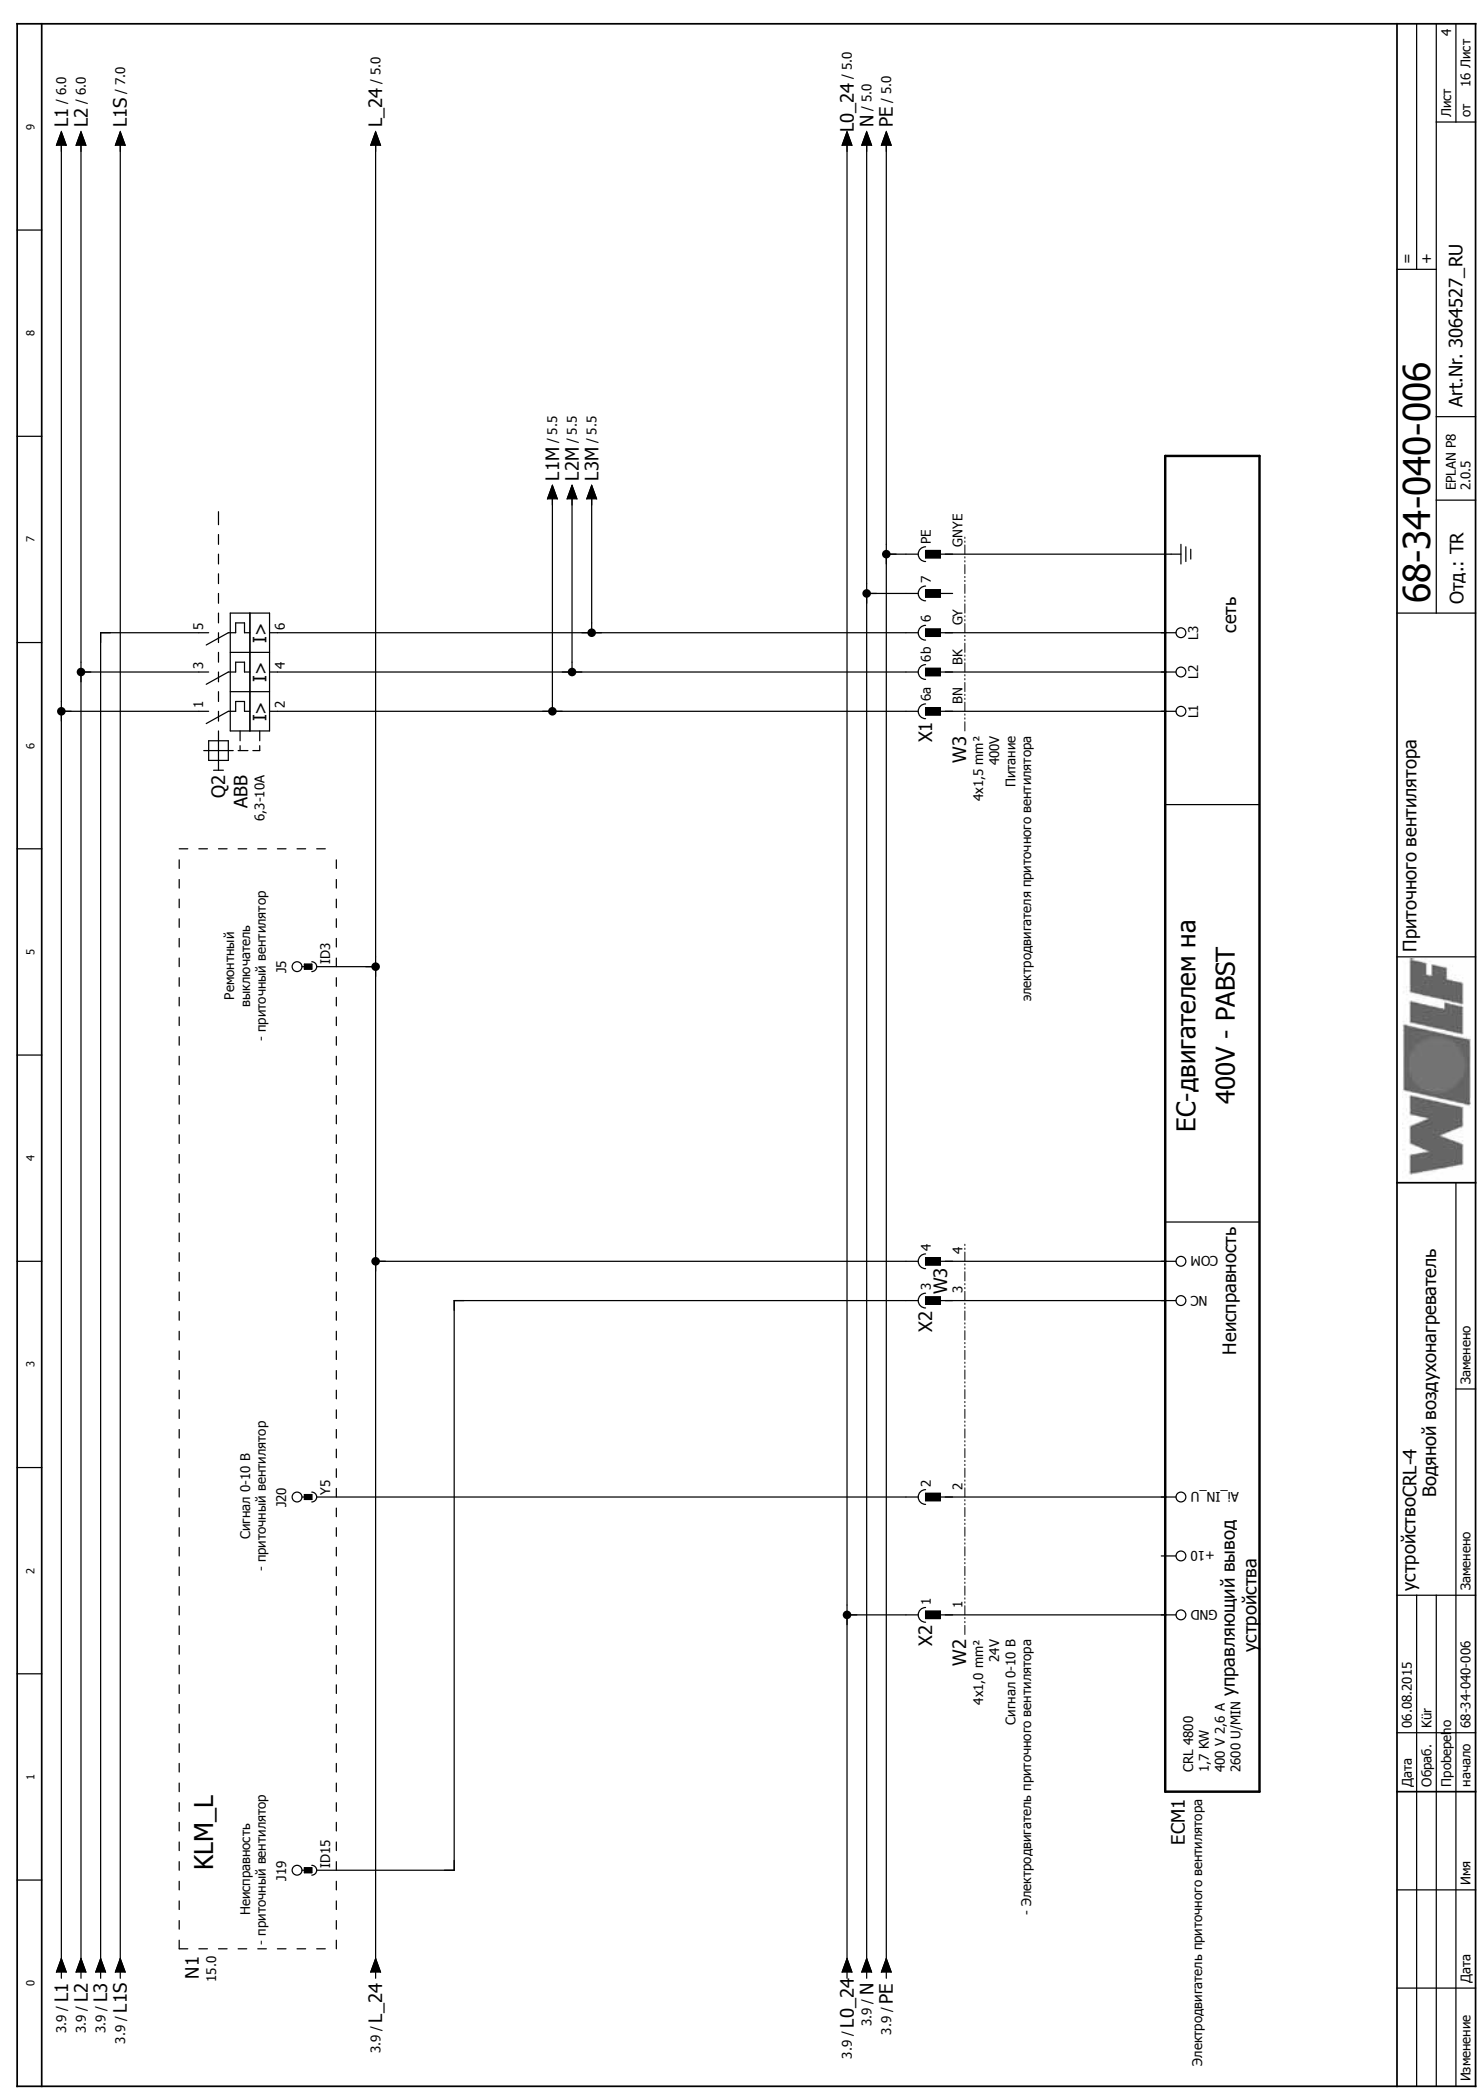 0
1
2
3
4
5
6
7
8
9
3.9 / L1
3.9 / L2
3.9 / L3
3.9 / L1S
L1 / 6.0
L2 / 6.0
L1S / 7.0
N1
15.0
KLM_L
Неисправность
- приточный вентилятор
J19
ID15
Сигнал 0-10 В
- приточный вентилятор
J20
Y5
Ремонтный
выключатель
- приточный вентилятор
J5
ID3
Q2
ABB
6,3-10A
1
3
5
I>
I>
I>
2
4
6
3.9 / L_24
L_24 / 5.0
L1M / 5.5
L2M / 5.5
L3M / 5.5
3.9 / L0_24
3.9 / N
3.9 / PE
L0_24 / 5.0
N / 5.0
PE / 5.0
X2
1
2
X2
3
W3
4
X1
6a
6b
6
7
PE
W2
4x1,0 mm²
24V
Сигнал 0-10 В
- Электродвигатель приточного вентилятора
1
2
3
4
W3
4x1,5 mm²
400V
Питание
электродвигателя приточного вентилятора
BN
BK
GY
GNYE
ECM1
Электродвигатель приточного вентилятора
CRL 4800
1,7 KW
400 V 2,6 A
2600 U/MIN
GND
+10
Ai_IN_U
управляющий вывод
устройства
NC
COM
Неисправность
ЕС-двигателем на
400V - PABST
L1
L2
L3
сеть
Изменение
Дата
Имя
Дата
06.08.2015
Обраб.
Kür
Проbepeho
начало
68-34-040-006
устройствоCRL-4
Водяной воздухонагреватель
Заменено
Заменено
WOLF
Приточного вентилятора
68-34-040-006
=
+
Отд.: TR
EPLAN P8
2.0.5
Art.Nr. 3064527_RU
Лист
4
от
16 Лист